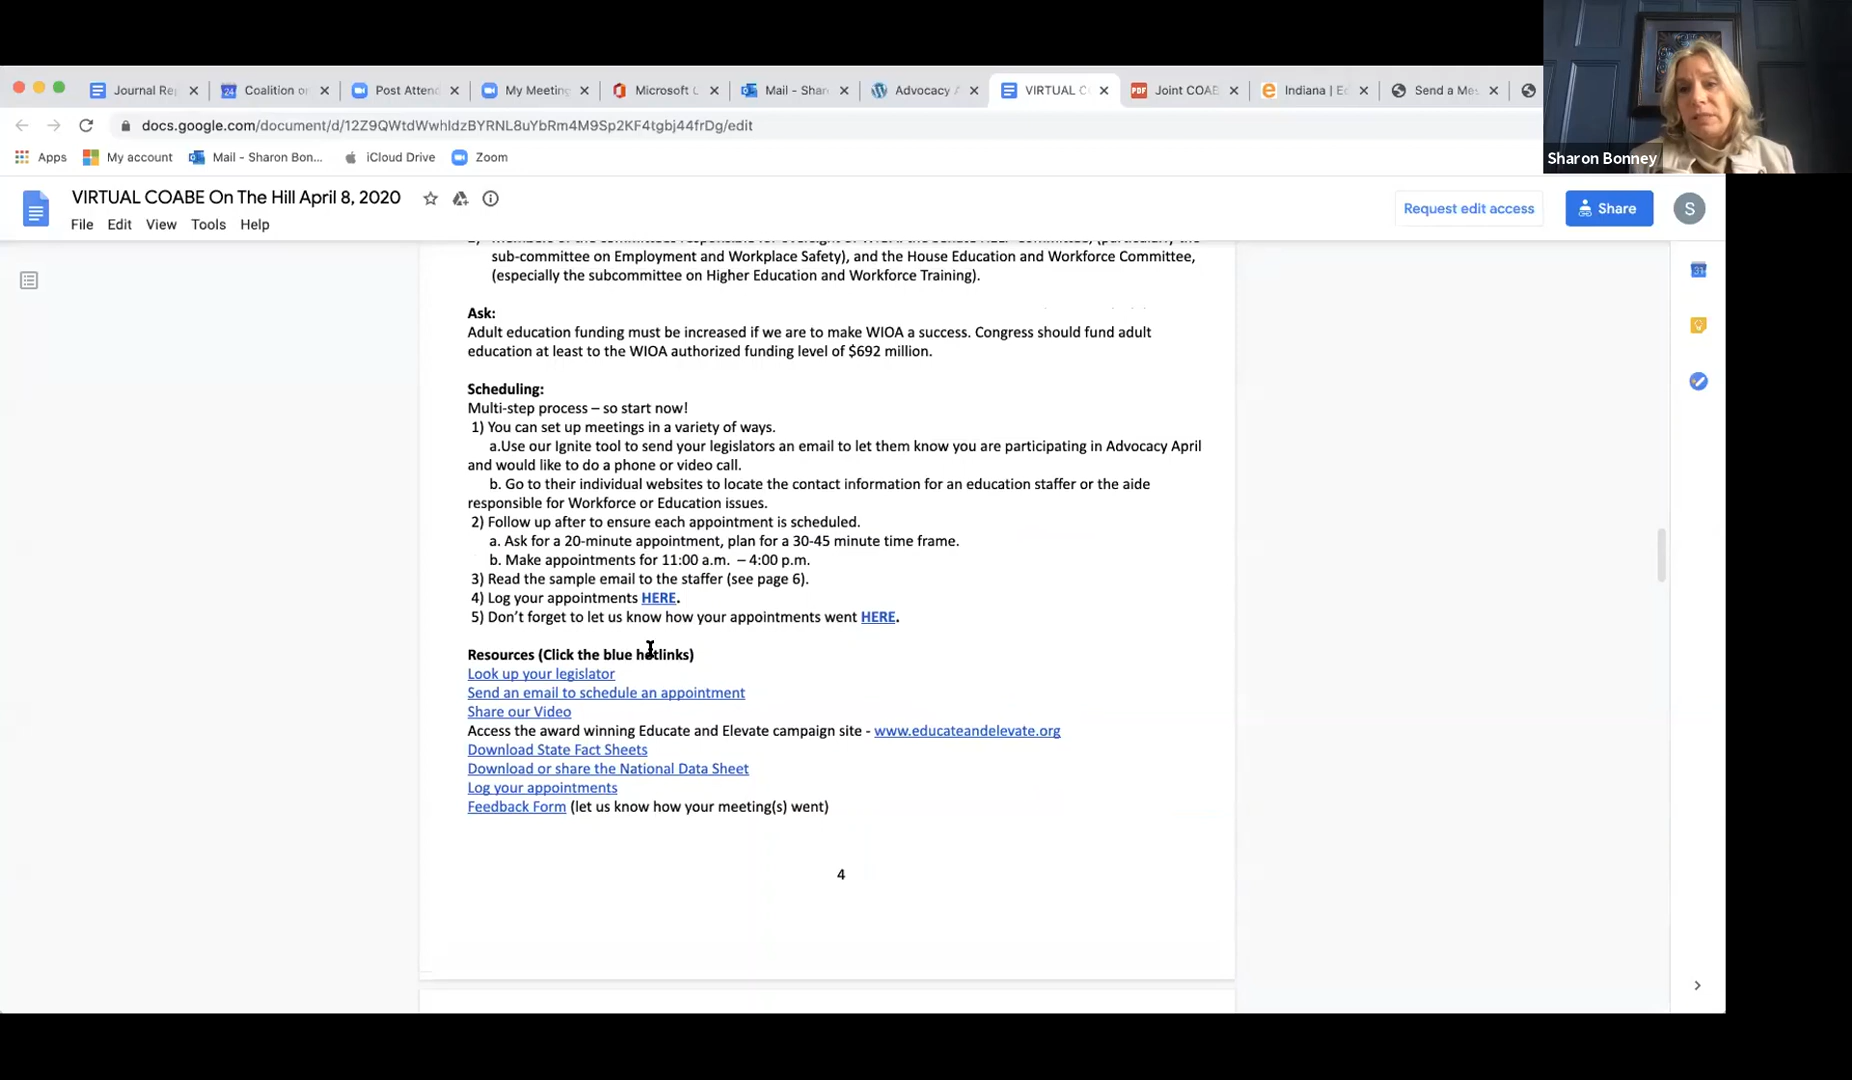 Journal Re
Coalition o
Post Atten
My Meetin
Microsoft
Mail - Shar
Advocacy
VIRTUAL C
Joint COAB
Indiana | E
Send a Me
docs.google.com/document/d/12Z9QWtdWwhIdzBYRNL8uYbRm4M9Sp2KF4tgbj44frDg/edit
Apps My account Mail - Sharon Bon... iCloud Drive Zoom
Sharon Bonney
VIRTUAL COABE On The Hill April 8, 2020
File Edit View Tools Help
Request edit access
Share
S
31
sub-committee on Employment and Workplace Safety), and the House Education and Workforce Committee,
(especially the subcommittee on Higher Education and Workforce Training).
Ask:
Adult education funding must be increased if we are to make WIOA a success. Congress should fund adult
education at least to the WIOA authorized funding level of $692 million.
Scheduling:
Multi-step process – so start now!
1) You can set up meetings in a variety of ways.
a.Use our Ignite tool to send your legislators an email to let them know you are participating in Advocacy April
and would like to do a phone or video call.
b. Go to their individual websites to locate the contact information for an education staffer or the aide
responsible for Workforce or Education issues.
2) Follow up after to ensure each appointment is scheduled.
a. Ask for a 20-minute appointment, plan for a 30-45 minute time frame.
b. Make appointments for 11:00 a.m. – 4:00 p.m.
3) Read the sample email to the staffer (see page 6).
4) Log your appointments HERE.
5) Don't forget to let us know how your appointments went HERE.
Resources (Click the blue hotlinks)
Look up your legislator
Send an email to schedule an appointment
Share our Video
Access the award winning Educate and Elevate campaign site - www.educateandelevate.org
Download State Fact Sheets
Download or share the National Data Sheet
Log your appointments
Feedback Form (let us know how your meeting(s) went)
4